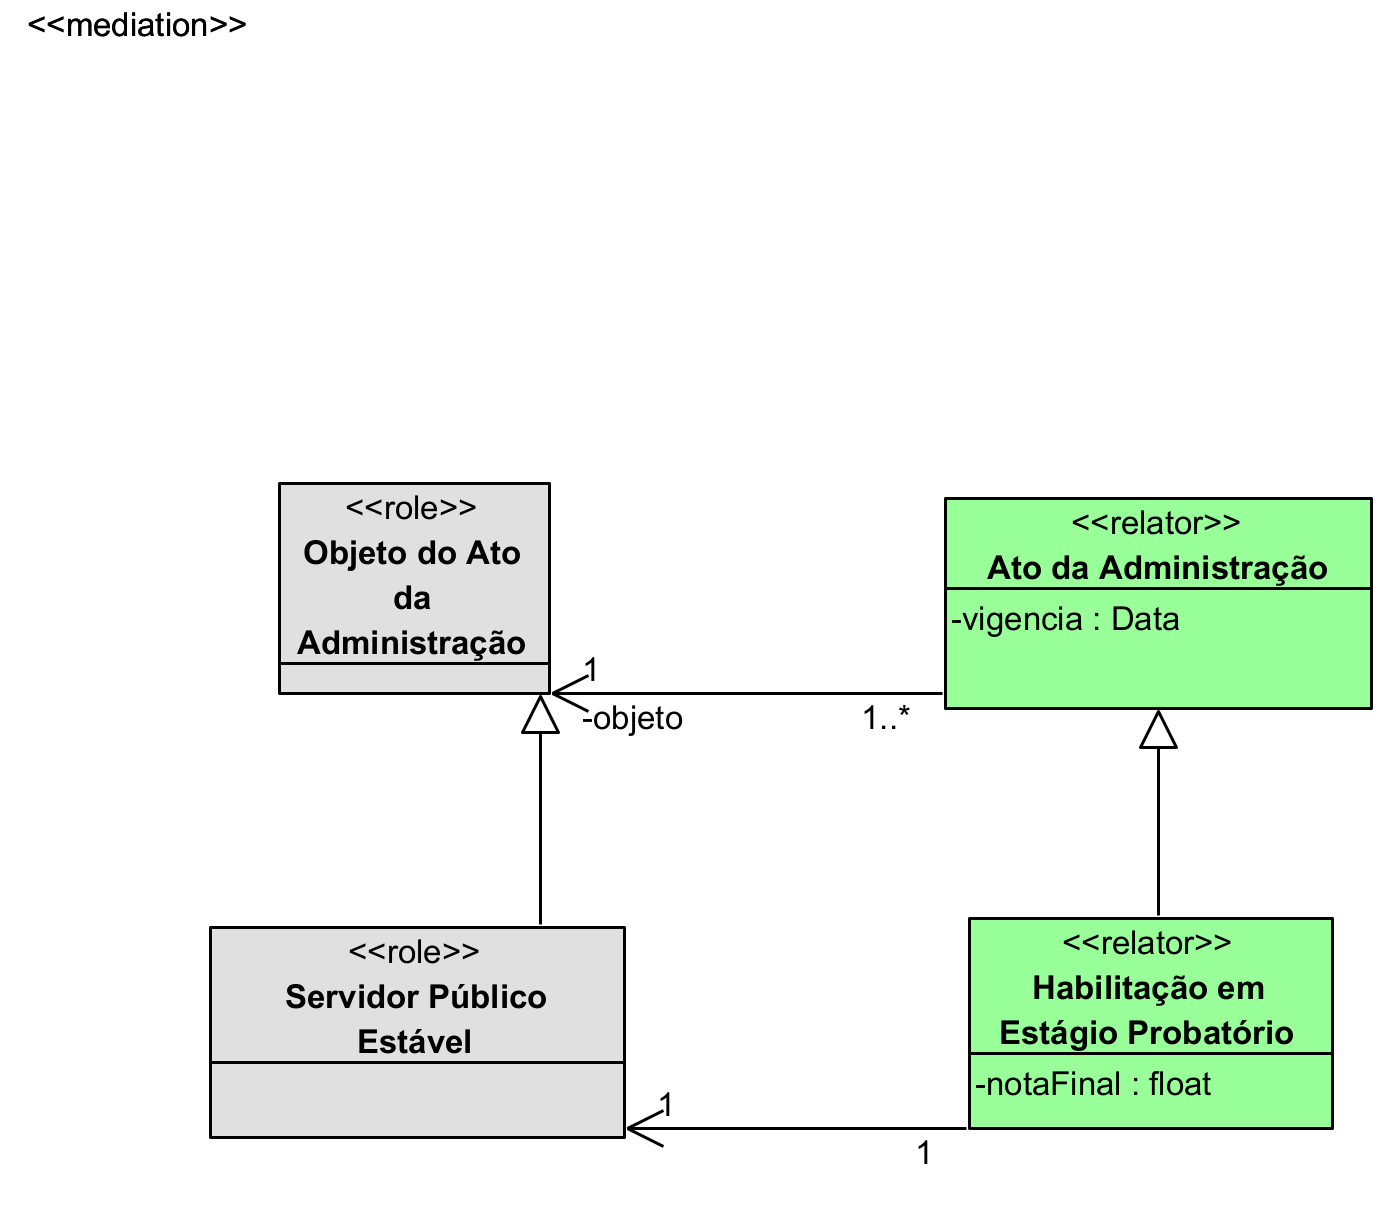 <<mediation>>
<<role>>
Objeto do Ato
da
Administração
<<relator>>
Ato da Administração
-vigencia : Data
1
-objeto
1..*
<<role>>
Servidor Público
Estável
<<relator>>
Habilitação em
Estágio Probatório
-notaFinal : float
1
1